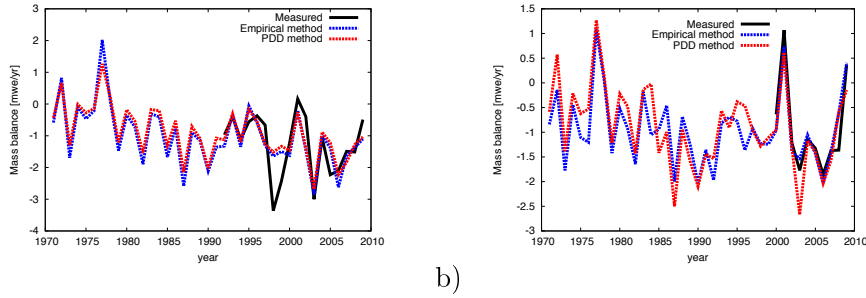 Measured
Empirical method
PDD method
3
2
1
0
-1
-2
-3
-4
Mass balance [mwe/yr]
1970 1975 1980 1985 1990 1995 2000 2005 2010
year
b)
Measured
Empirical method
PDD method
1.5
1
0.5
0
-0.5
-1
-1.5
-2
-2.5
-3
Mass balance [mwe/yr]
1970 1975 1980 1985 1990 1995 2000 2005 2010
year